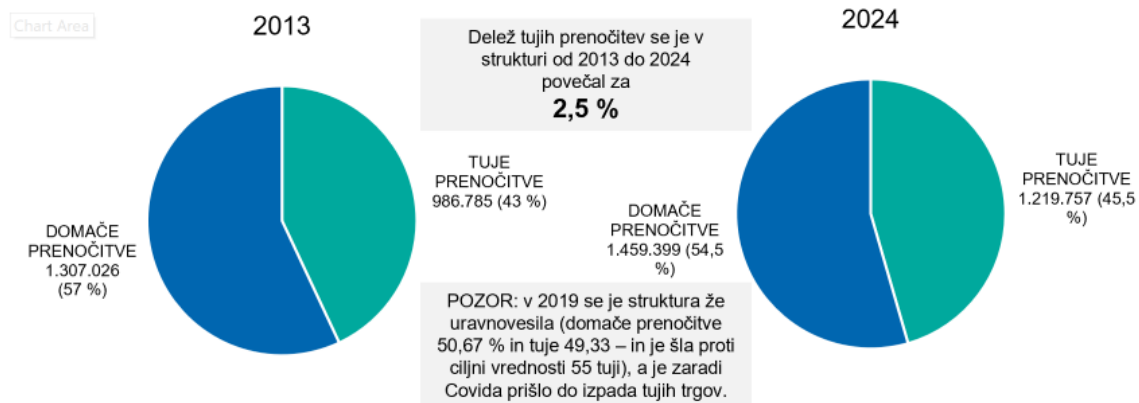 Chart Area
2013
Delež tujih prenočitev se je v
strukturi od 2013 do 2024
povečal za
2,5 %
2024
TUJE
PRENOČITVE
986.785 (43 %)
DOMAČE
PRENOČITVE
1.307.026
(57 %)
TUJE
PRENOČITVE
1.219.757 (45,5
%)
DOMAČE
PRENOČITVE
1.459.399 (54,5
%)
POZOR: v 2019 se je struktura že
uravnovesila (domače prenočitve
50,67 % in tuje 49,33 – in je šla proti
ciljni vrednosti 55 tuji), a je zaradi
Covida prišlo do izpada tujih trgov.